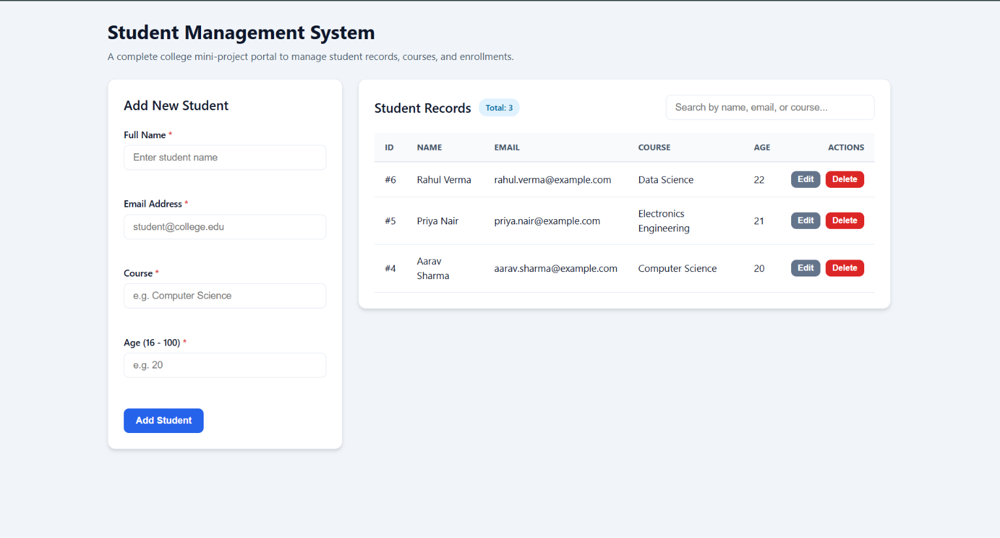 Student Management System
A complete college mini-project portal to manage student records, courses, and enrollments.
Add New Student
Full Name *
Enter student name
Email Address *
student@college.edu
Course *
e.g. Computer Science
Age (16 - 100) *
e.g. 20
Add Student
Student Records Total: 3 Search by name, email, or course...
ID NAME EMAIL COURSE AGE ACTIONS
#6 Rahul Verma rahul.verma@example.com Data Science 22 Edit Delete
#5 Priya Nair priya.nair@example.com Electronics
Engineering 21 Edit Delete
#4 Aarav
Sharma aarav.sharma@example.com Computer Science 20 Edit Delete